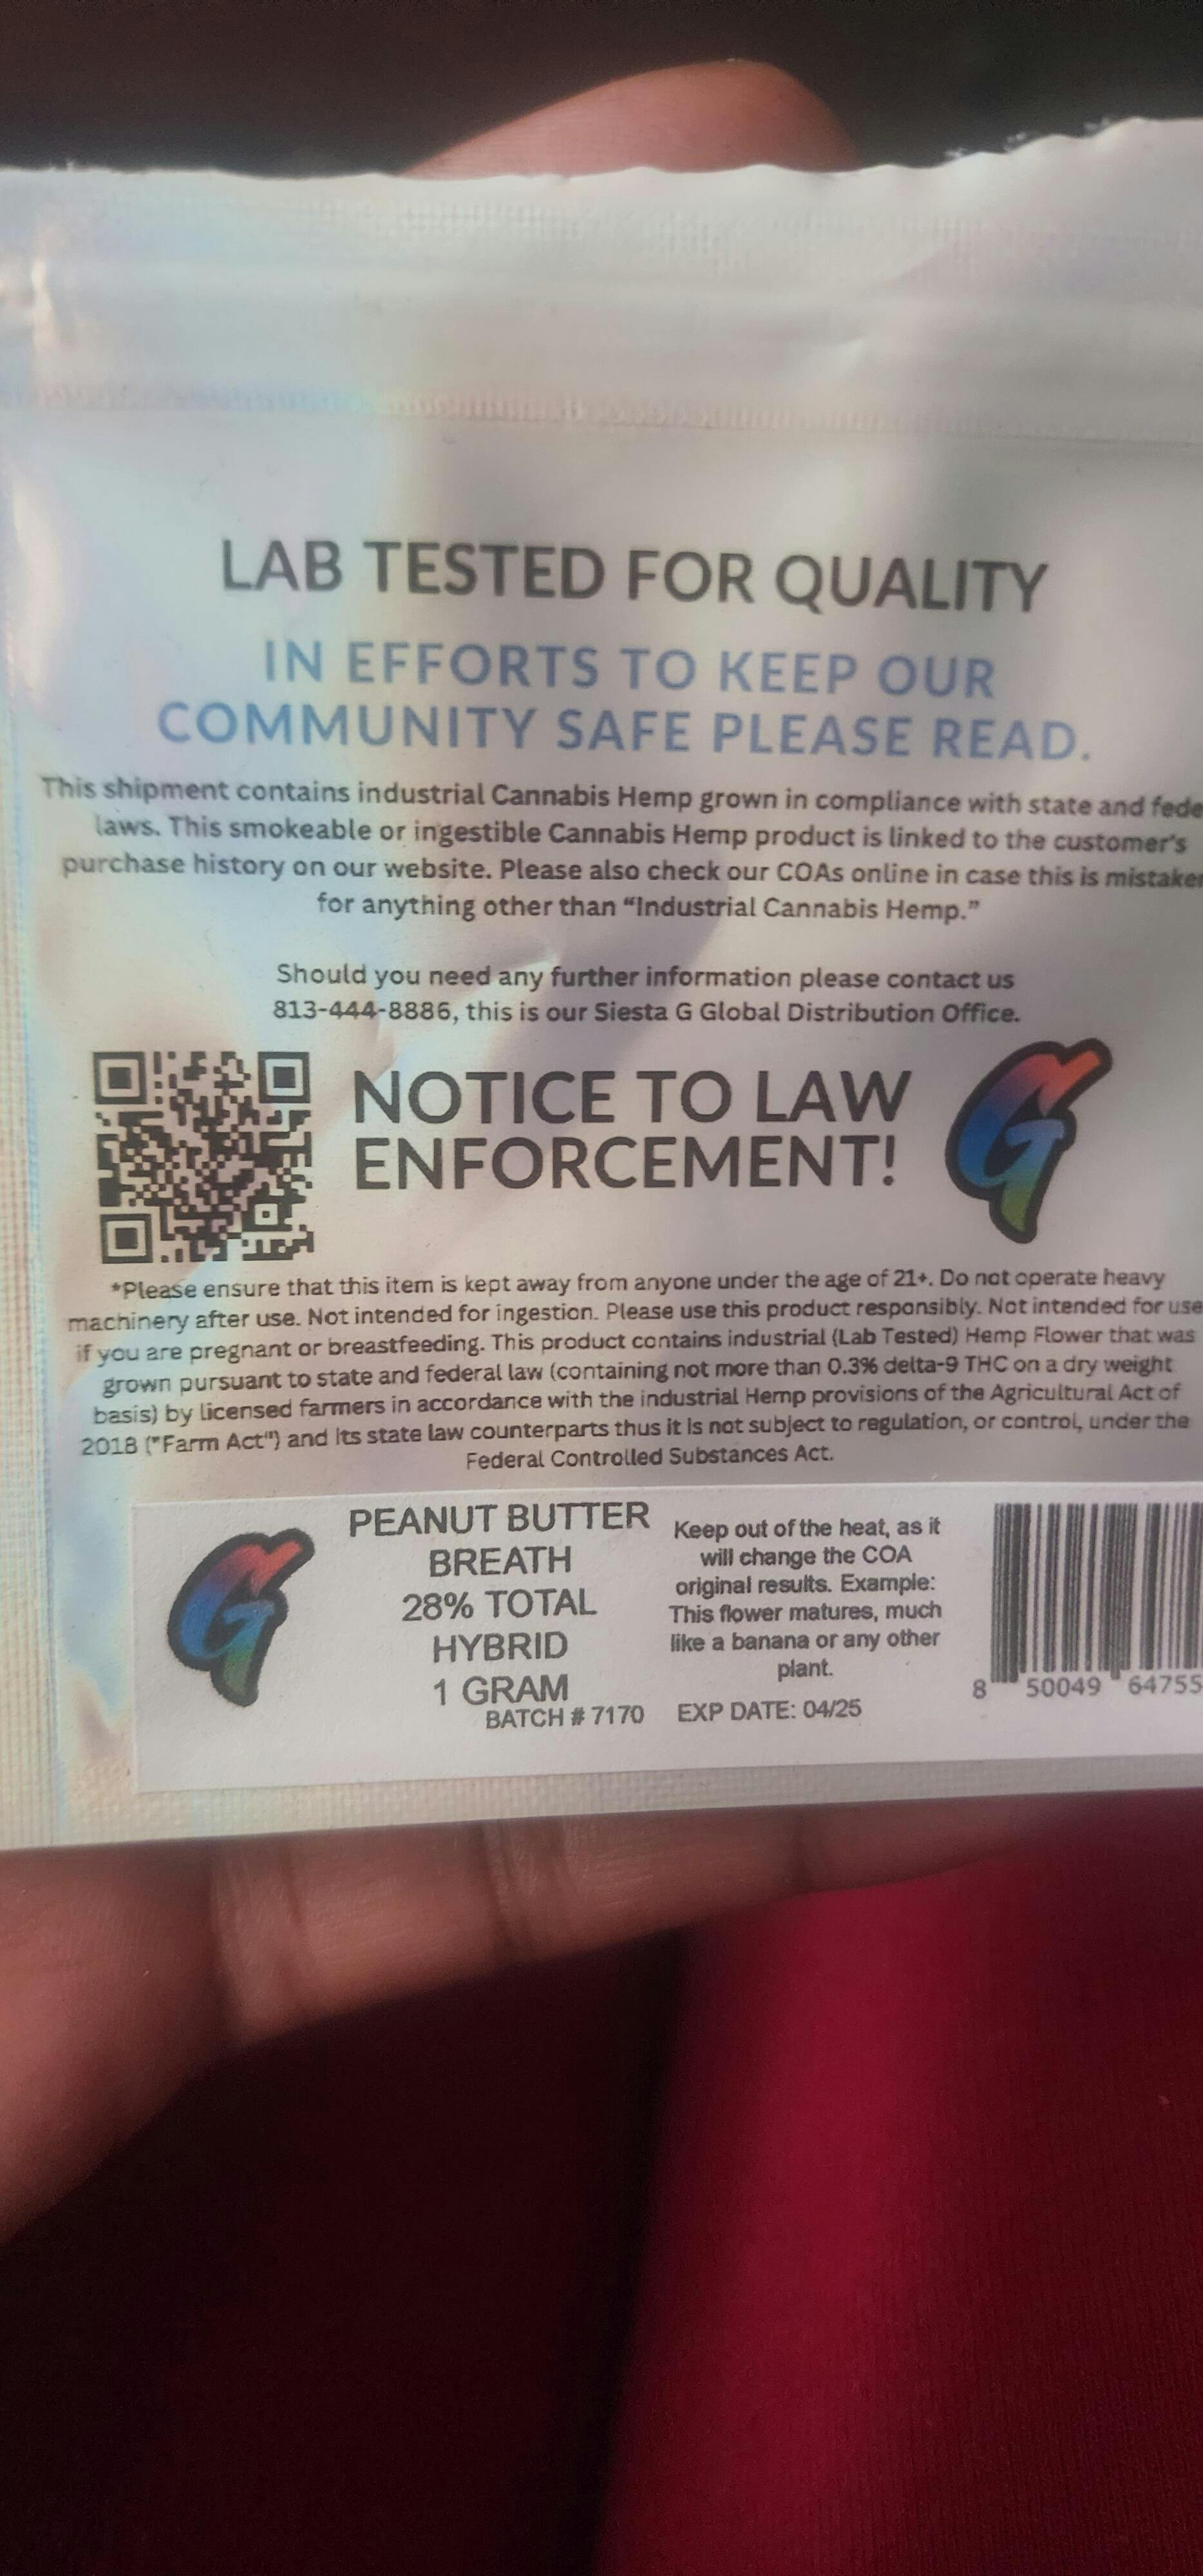 LAB TESTED FOR QUALITY
IN EFFORTS TO KEEP OUR
COMMUNITY SAFE PLEASE READ.
This shipment contains industrial Cannabis Hemp grown in compliance with state and fede
laws. This smokeable or ingestible Cannabis Hemp product is linked to the customer's
purchase history on our website. Please also check our COAs online in case this is mistaken
for anything other than “Industrial Cannabis Hemp.”
Should you need any further information please contact us
813-444-8886, this is our Siesta G Global Distribution Office.
NOTICE TO LAW
ENFORCEMENT!
G
*Please ensure that this item is kept away from anyone under the age of 21+. Do not operate heavy
machinery after use. Not intended for ingestion. Please use this product responsibly. Not intended for use
if you are pregnant or breastfeeding. This product contains industrial (Lab Tested) Hemp Flower that was
grown pursuant to state and federal law (containing not more than 0.3% delta-9 THC on a dry weight
basis) by licensed farmers in accordance with the industrial Hemp provisions of the Agricultural Act of
2018 ("Farm Act") and its state law counterparts thus it is not subject to regulation, or control, under the
Federal Controlled Substances Act.
G
PEANUT BUTTER
BREATH
28% TOTAL
HYBRID
1 GRAM
BATCH # 7170
Keep out of the heat, as it
will change the COA
original results. Example:
This flower matures, much
like a banana or any other
plant.
EXP DATE: 04/25
8 50049 64755